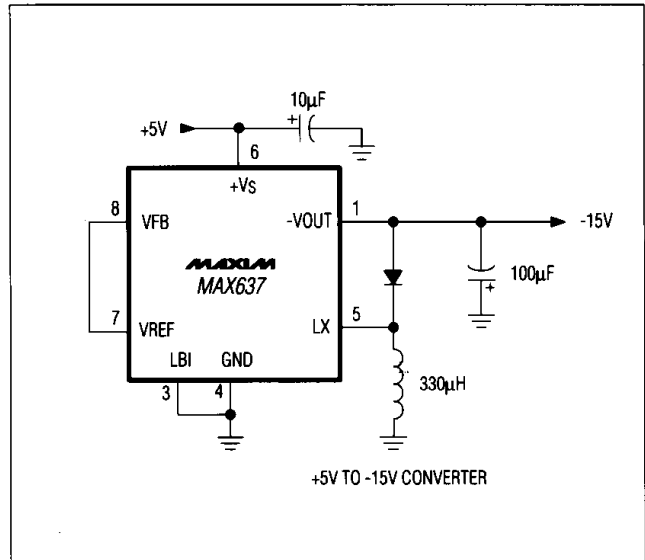 10µF
+5V
6
+VS
8 VFB
-VOUT 1
-15V
MAXIM
MAX637
100µF
7 VREF
LX 5
LBI GND
3 4
330µH
+5V TO -15V CONVERTER